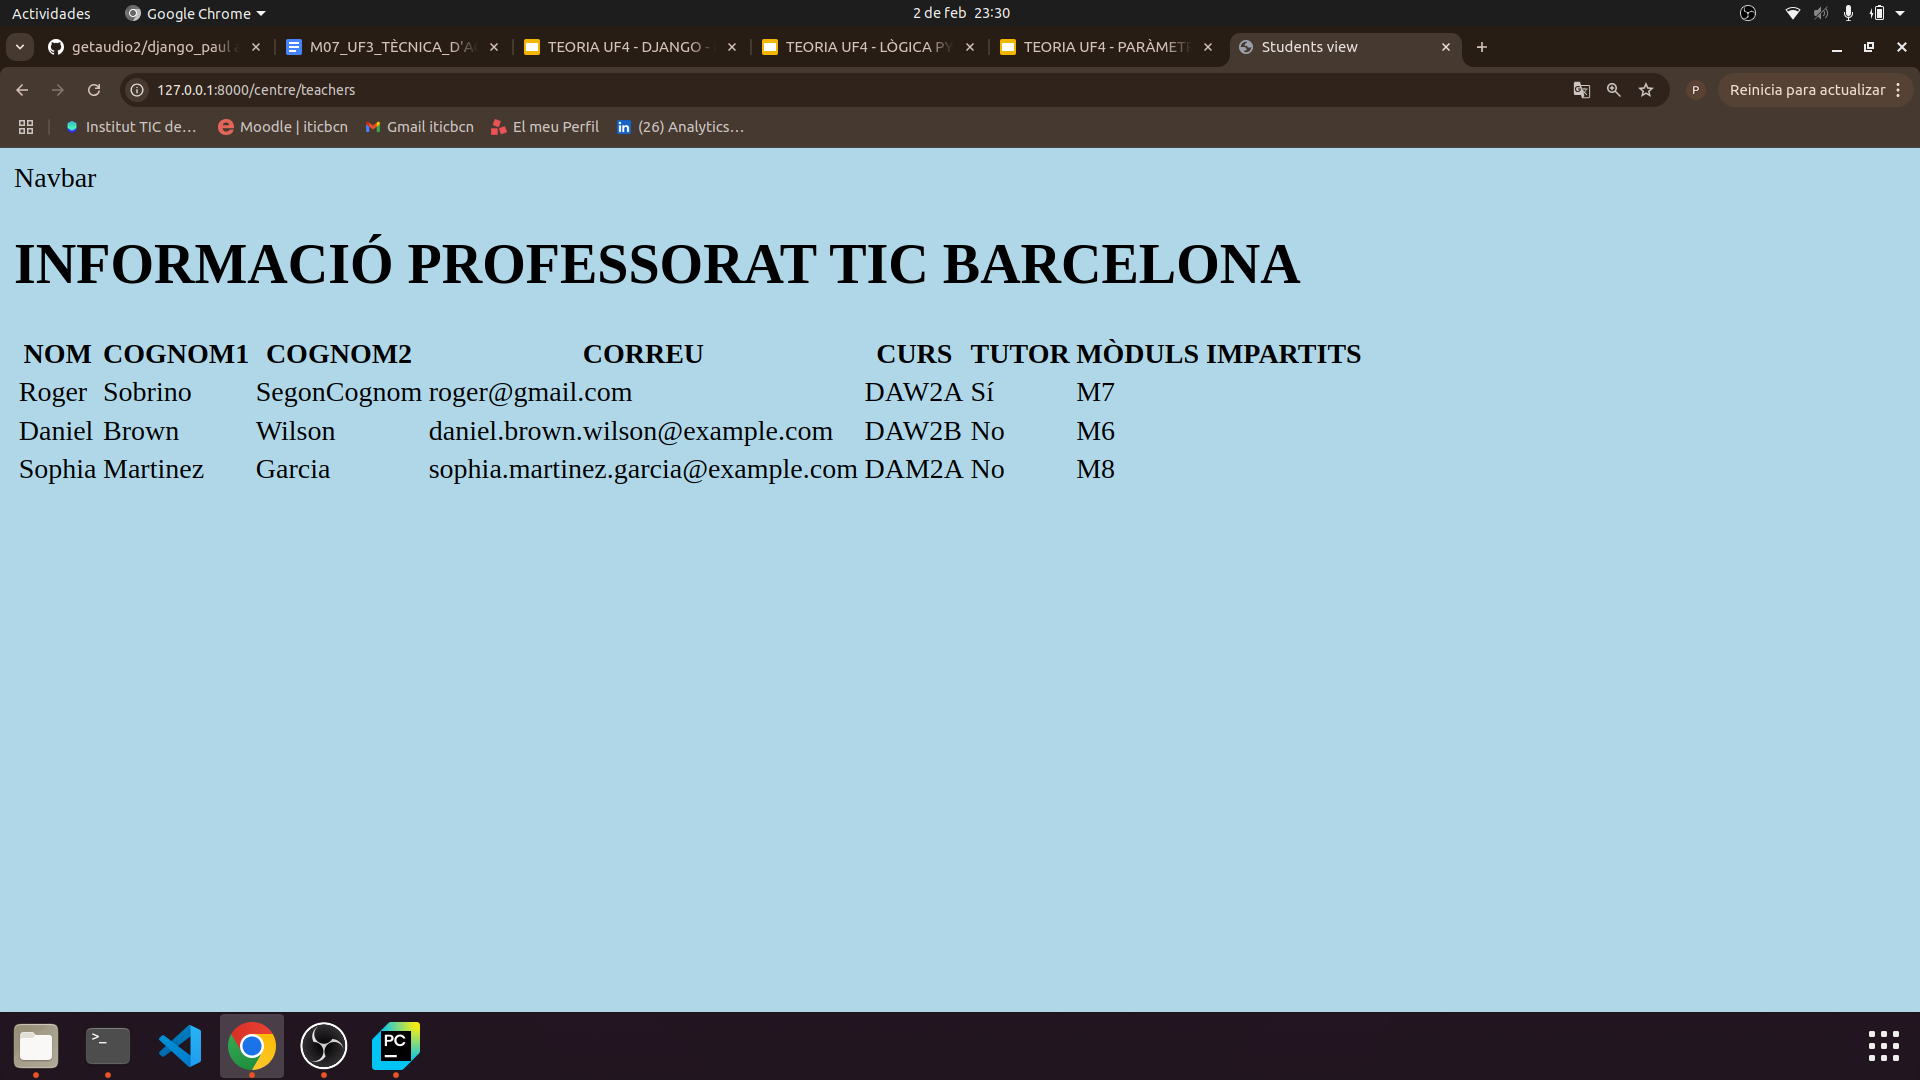 Actividades Google Chrome 2 de feb 23:30
getaudio2/django_paul M07_UF3_TÈCNICA_D'A TEORIA UF4 - DJANGO - TEORIA UF4 - LÒGICA PY TEORIA UF4 - PARÀMET Students view
127.0.0.1:8000/centre/teachers P Reinicia para actualizar
Institut TIC de… Moodle | iticbcn Gmail iticbcn El meu Perfil (26) Analytics…
Navbar
INFORMACIÓ PROFESSORAT TIC BARCELONA
NOM COGNOM1 COGNOM2 CORREU CURS TUTOR MÒDULS IMPARTITS
Roger Sobrino SegonCognom roger@gmail.com DAW2A Sí M7
Daniel Brown Wilson daniel.brown.wilson@example.com DAW2B No M6
Sophia Martinez Garcia sophia.martinez.garcia@example.com DAM2A No M8
PC